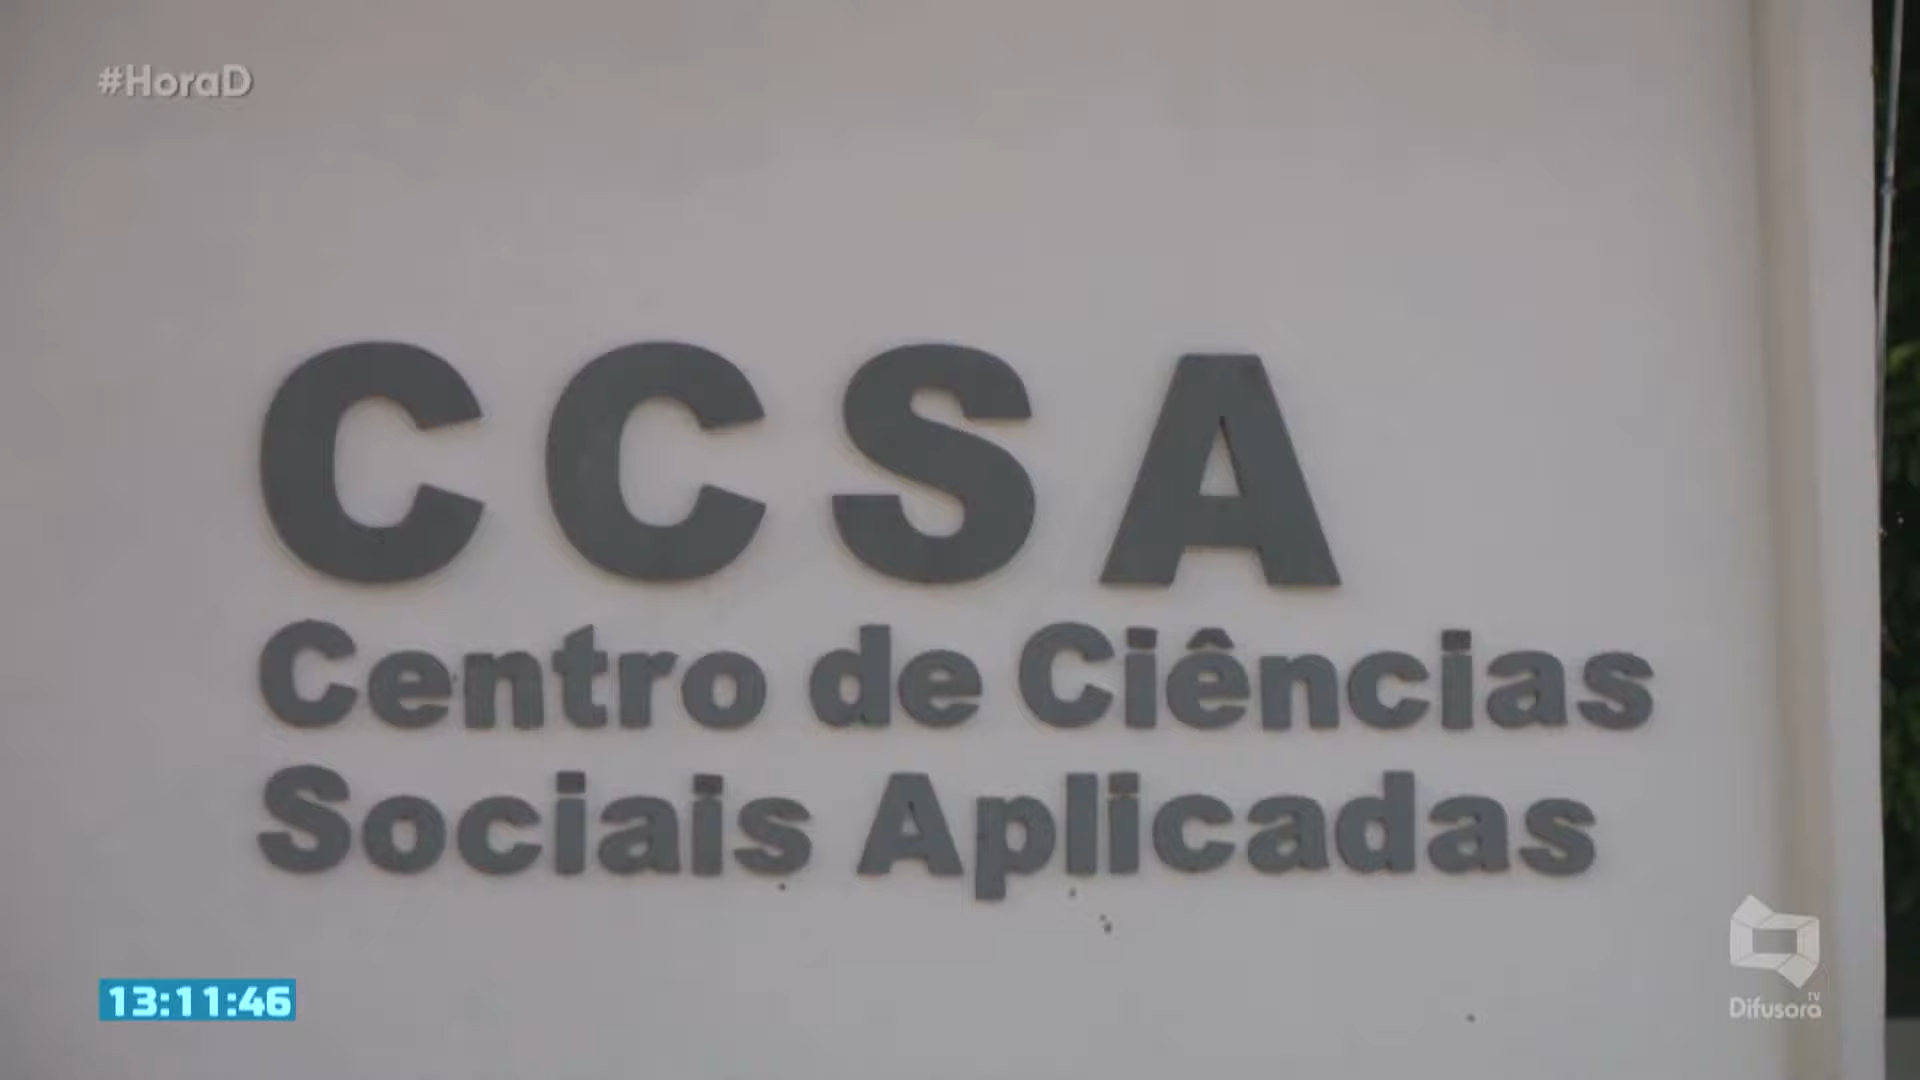 #HoraD
CCSA
Centro de Ciências
Sociais Aplicadas
13:11:46
TV
Difusora